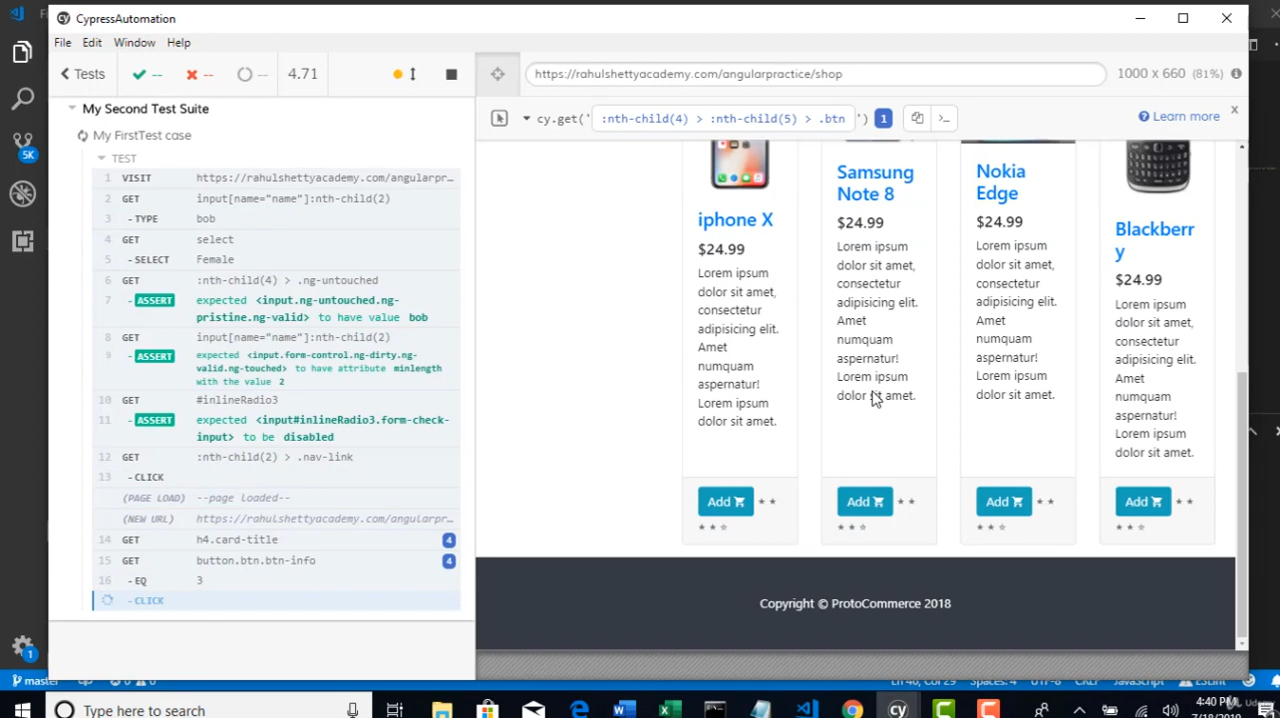 CypressAutomation
File Edit Window Help
Tests -- -- -- 4.71
https://rahulshettyacademy.com/angularpractice/shop
1000 x 660 (81%)
cy.get(' :nth-child(4) > :nth-child(5) > .btn ') 1
Learn more
My Second Test Suite
My FirstTest case
TEST
1 VISIT https://rahulshettyacademy.com/angularpr…
2 GET input[name="name"]:nth-child(2)
3 -TYPE bob
4 GET select
5 -SELECT Female
6 GET :nth-child(4) > .ng-untouched
7 -ASSERT expected <input.ng-untouched.ng-
pristine.ng-valid> to have value bob
8 GET input[name="name"]:nth-child(2)
9 -ASSERT expected <input.form-control.ng-dirty.ng-
valid.ng-touched> to have attribute minlength
with the value 2
10 GET #inlineRadio3
11 -ASSERT expected <input#inlineRadio3.form-check-
input> to be disabled
12 GET :nth-child(2) > .nav-link
13 -CLICK
(PAGE LOAD) --page loaded--
(NEW URL) https://rahulshettyacademy.com/angularpr…
14 GET h4.card-title 4
15 GET button.btn.btn-info 4
16 -EQ 3
-CLICK
iphone X
$24.99
Lorem ipsum
dolor sit amet,
consectetur
adipisicing elit.
Amet
numquam
aspernatur!
Lorem ipsum
dolor sit amet.
Add
Samsung
Note 8
$24.99
Lorem ipsum
dolor sit amet,
consectetur
adipisicing elit.
Amet
numquam
aspernatur!
Lorem ipsum
dolor sit amet.
Add
Nokia
Edge
$24.99
Lorem ipsum
dolor sit amet,
consectetur
adipisicing elit.
Amet
numquam
aspernatur!
Lorem ipsum
dolor sit amet.
Add
Blackberr
y
$24.99
Lorem ipsum
dolor sit amet,
consectetur
adipisicing elit.
Amet
numquam
aspernatur!
Lorem ipsum
dolor sit amet.
Add
Copyright © ProtoCommerce 2018
5K
1
master
Type here to search
4:40 PM